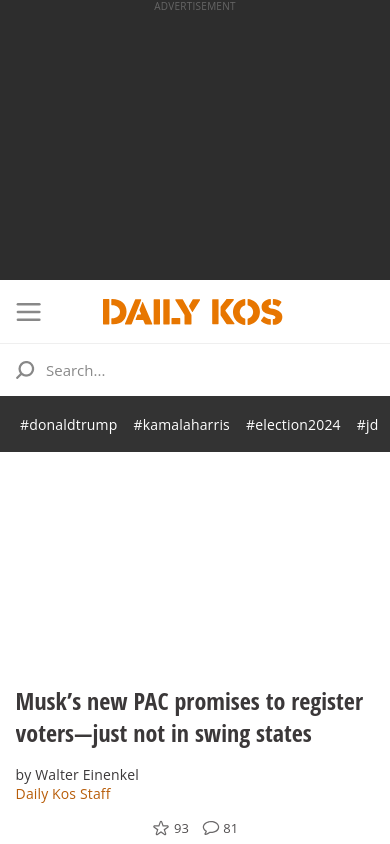 ADVERTISEMENT
DAILY KOS
Search...
#donaldtrump #kamalaharris #election2024 #jd
Musk’s new PAC promises to register
voters—just not in swing states
by Walter Einenkel
Daily Kos Staff
93 81